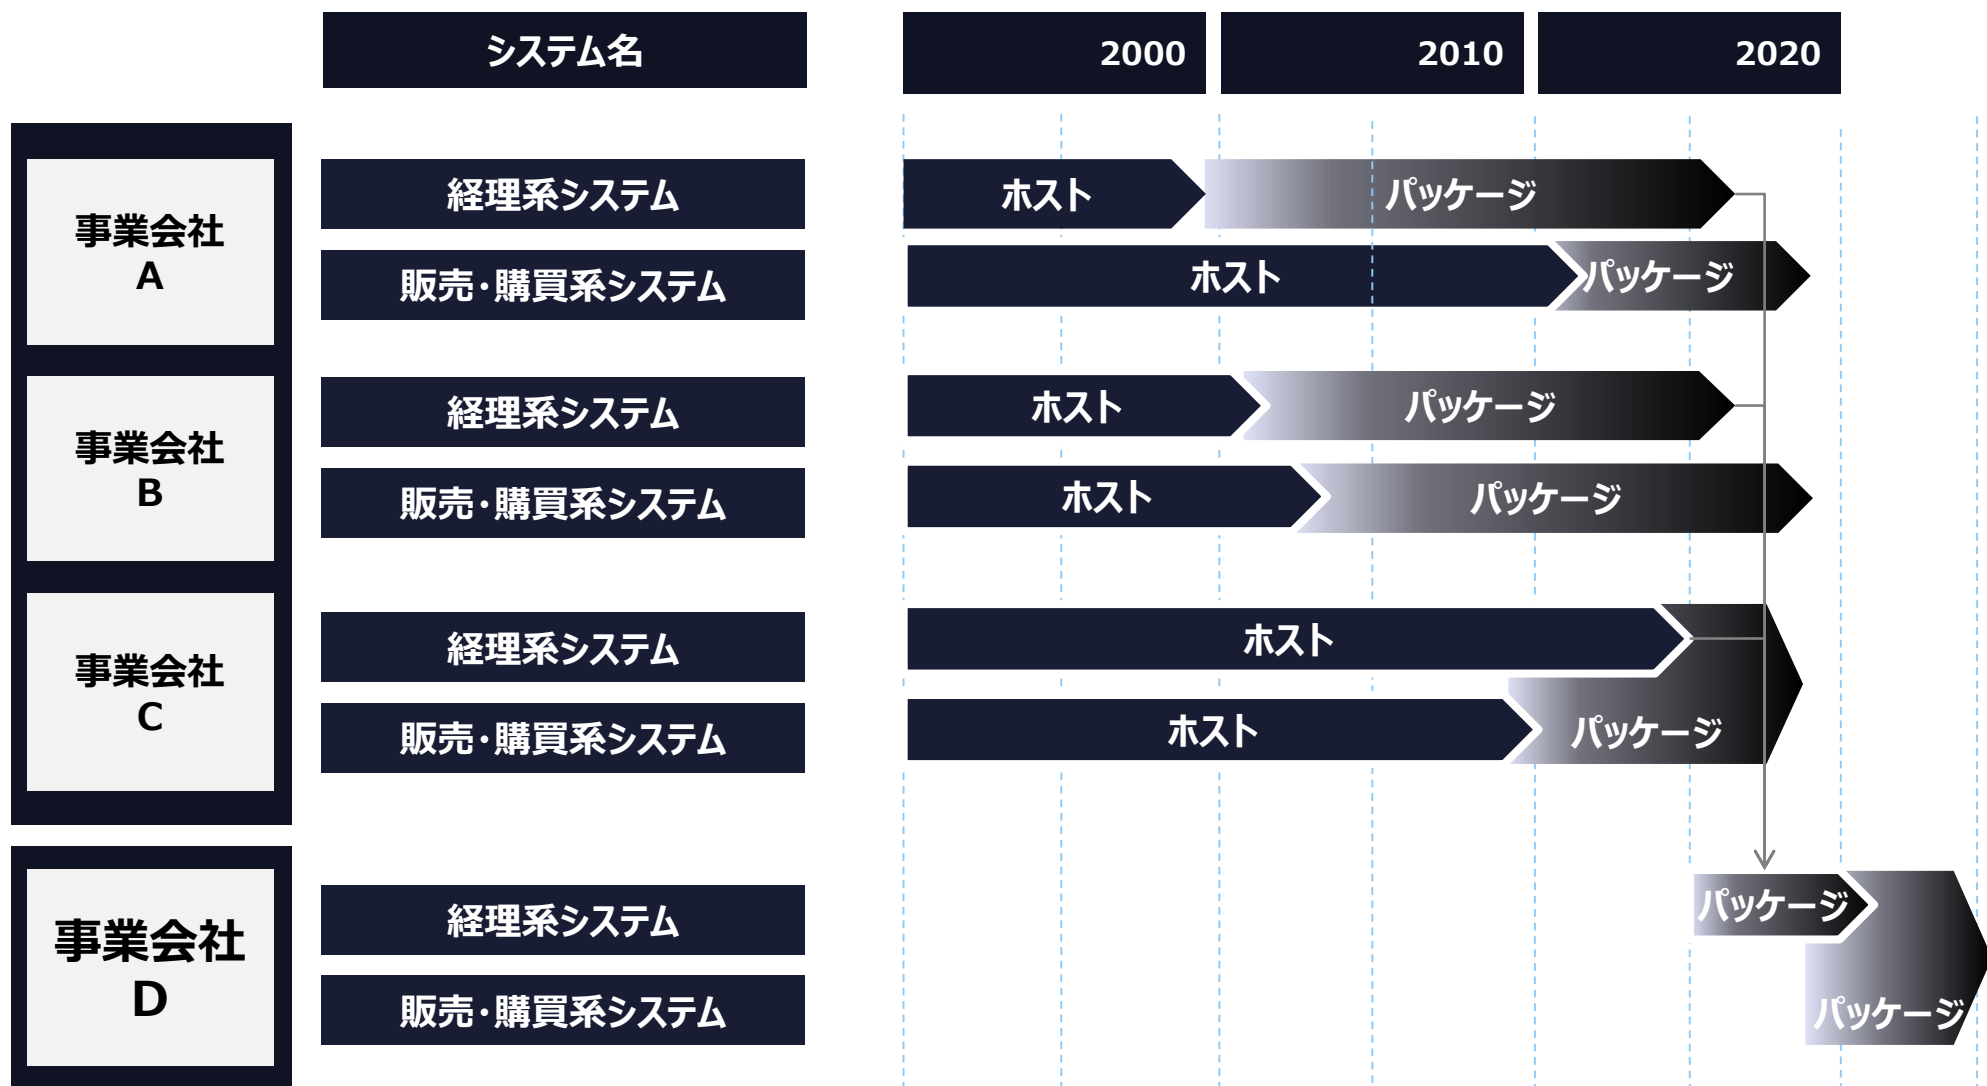 システム名
2000
2010
2020
事業会社
A
経理系システム
ホスト
パッケージ
販売・購買系システム
ホスト
パッケージ
事業会社
B
経理系システム
ホスト
パッケージ
販売・購買系システム
ホスト
パッケージ
事業会社
C
経理系システム
ホスト
販売・購買系システム
ホスト
パッケージ
事業会社
D
経理系システム
パッケージ
販売・購買系システム
パッケージ